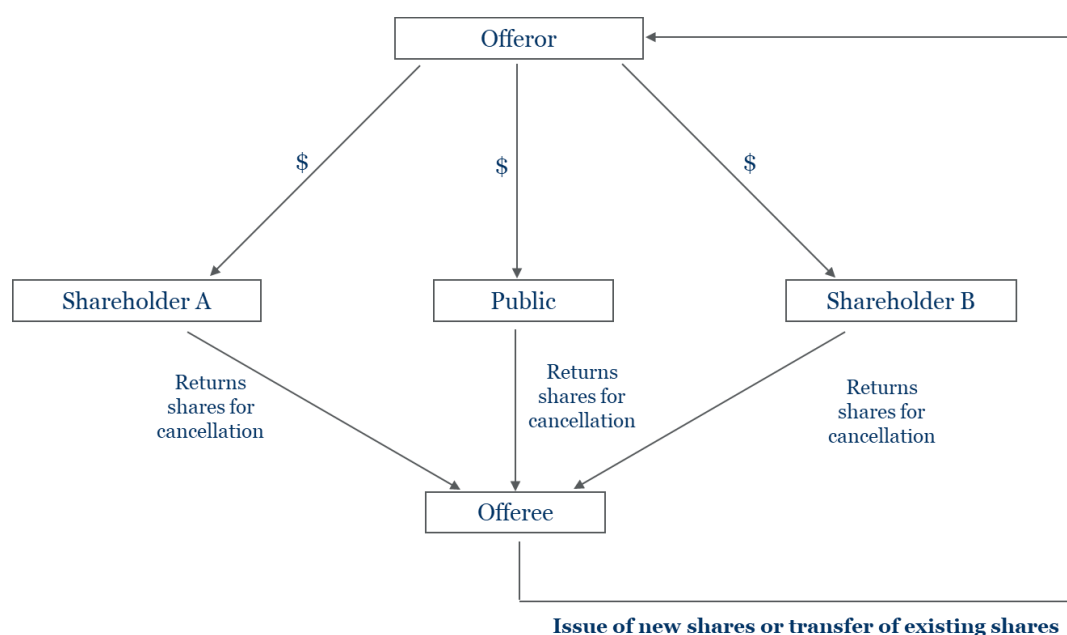 Offeror
$
$
$
Shareholder A
Public
Shareholder B
Returns
shares for
cancellation
Returns
shares for
cancellation
Returns
shares for
cancellation
Offeree
Issue of new shares or transfer of existing shares